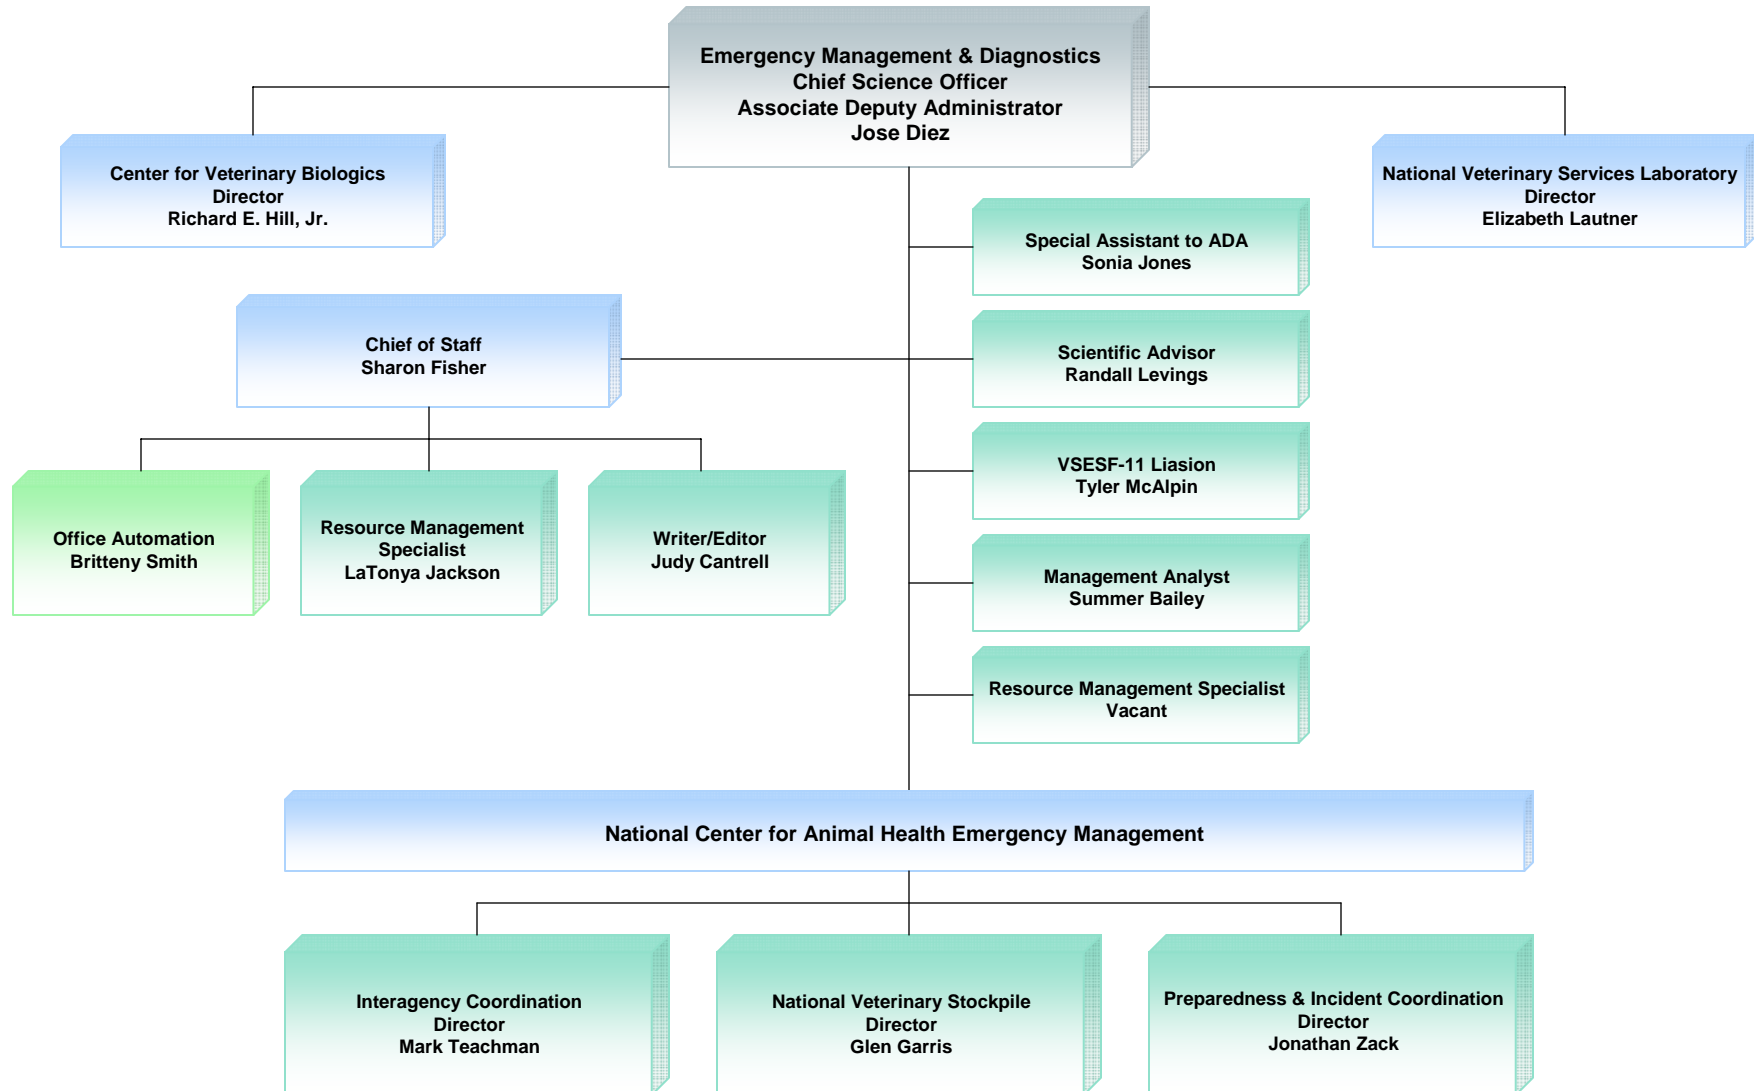 Emergency Management & Diagnostics
Chief Science Officer
Associate Deputy Administrator
Jose Diez
Center for Veterinary Biologics
Director
Richard E. Hill, Jr.
National Veterinary Services Laboratory
Director
Elizabeth Lautner
Special Assistant to ADA
Sonia Jones
Chief of Staff
Sharon Fisher
Scientific Advisor
Randall Levings
Office Automation
Britteny Smith
Resource Management
Specialist
LaTonya Jackson
Writer/Editor
Judy Cantrell
VSESF-11 Liasion
Tyler McAlpin
Management Analyst
Summer Bailey
Resource Management Specialist
Vacant
National Center for Animal Health Emergency Management
Interagency Coordination
Director
Mark Teachman
National Veterinary Stockpile
Director
Glen Garris
Preparedness & Incident Coordination
Director
Jonathan Zack